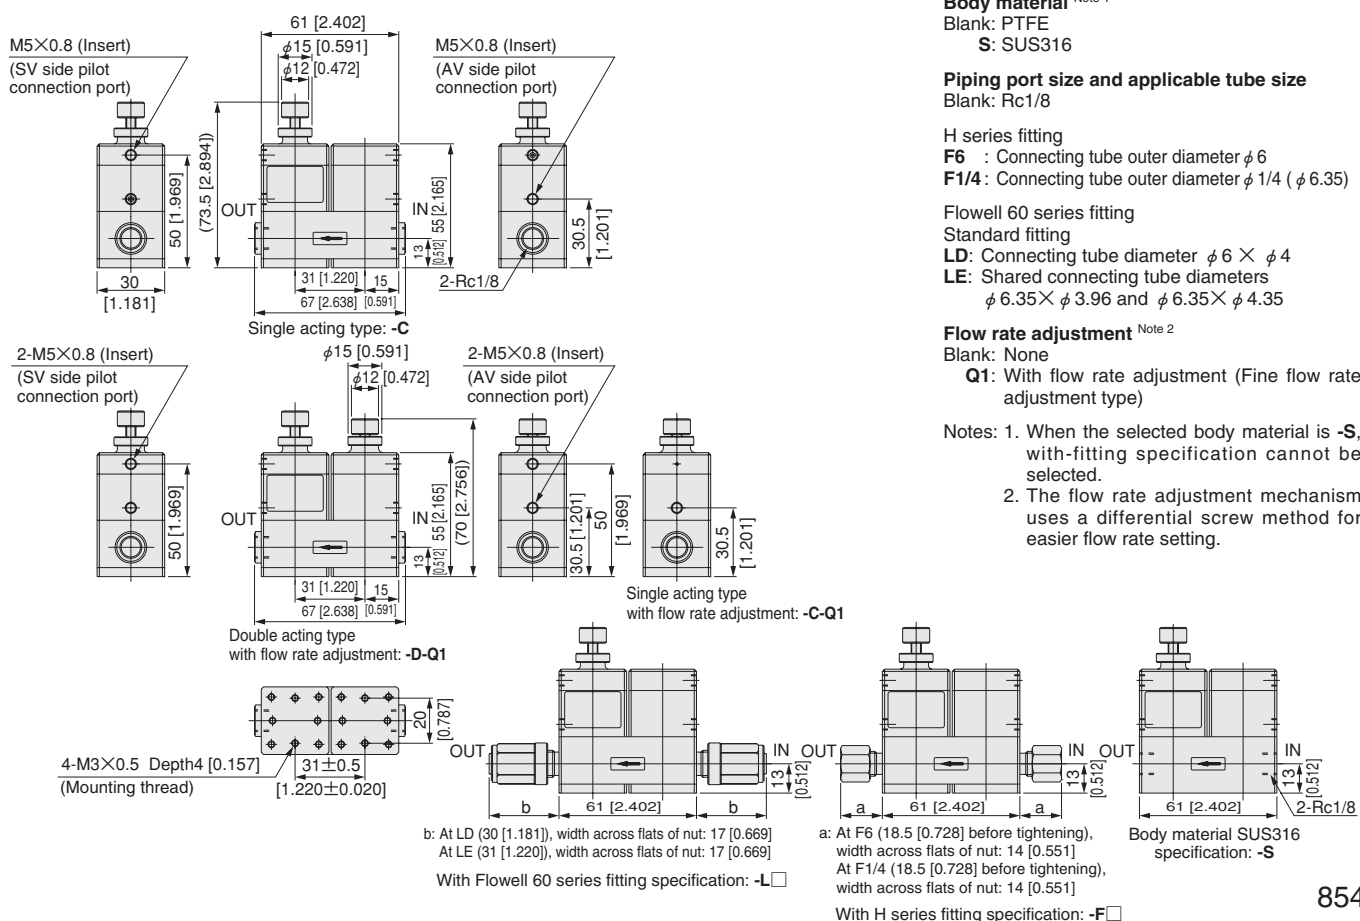 61 [2.402]
M5×0.8 (Insert)
(SV side pilot
connection port)
φ15 [0.591]
φ12 [0.472]
M5×0.8 (Insert)
(AV side pilot
connection port)
50 [1.969]
(73.5 [2.894])
OUT
IN
55 [2.165]
13
[0.512]
30.5
[1.201]
30
[1.181]
31 [1.220]
15
[0.591]
67 [2.638]
2-Rc1/8
Single acting type: -C
2-M5×0.8 (Insert)
(SV side pilot
connection port)
φ15 [0.591]
φ12 [0.472]
2-M5×0.8 (Insert)
(AV side pilot
connection port)
50 [1.969]
OUT
IN
55 [2.165]
(70 [2.756])
13
[0.512]
30.5 [1.201]
50
[1.969]
30.5
[1.201]
31 [1.220]
15
[0.591]
67 [2.638]
Single acting type
with flow rate adjustment: -C-Q1
Double acting type
with flow rate adjustment: -D-Q1
20
[0.787]
4-M3×0.5 Depth4 [0.157]
(Mounting thread)
31±0.5
[1.220±0.020]
OUT
IN
13
[0.512]
b
61 [2.402]
b
b: At LD (30 [1.181]), width across flats of nut: 17 [0.669]
At LE (31 [1.220]), width across flats of nut: 17 [0.669]
With Flowell 60 series fitting specification: -L□
OUT
IN
13
[0.512]
a
61 [2.402]
a
a: At F6 (18.5 [0.728] before tightening),
width across flats of nut: 14 [0.551]
At F1/4 (18.5 [0.728] before tightening),
width across flats of nut: 14 [0.551]
With H series fitting specification: -F□
OUT
IN
13
[0.512]
61 [2.402]
2-Rc1/8
Body material SUS316
specification: -S
Body material Note 1
Blank: PTFE
S: SUS316
Piping port size and applicable tube size
Blank: Rc1/8
H series fitting
F6 : Connecting tube outer diameter φ 6
F1/4 : Connecting tube outer diameter φ 1/4 ( φ 6.35)
Flowell 60 series fitting
Standard fitting
LD: Connecting tube diameter φ 6 × φ 4
LE: Shared connecting tube diameters
φ 6.35× φ 3.96 and φ 6.35× φ 4.35
Flow rate adjustment Note 2
Blank: None
Q1: With flow rate adjustment (Fine flow rate
adjustment type)
Notes: 1. When the selected body material is -S,
with-fitting specification cannot be
selected.
2. The flow rate adjustment mechanism
uses a differential screw method for
easier flow rate setting.
854